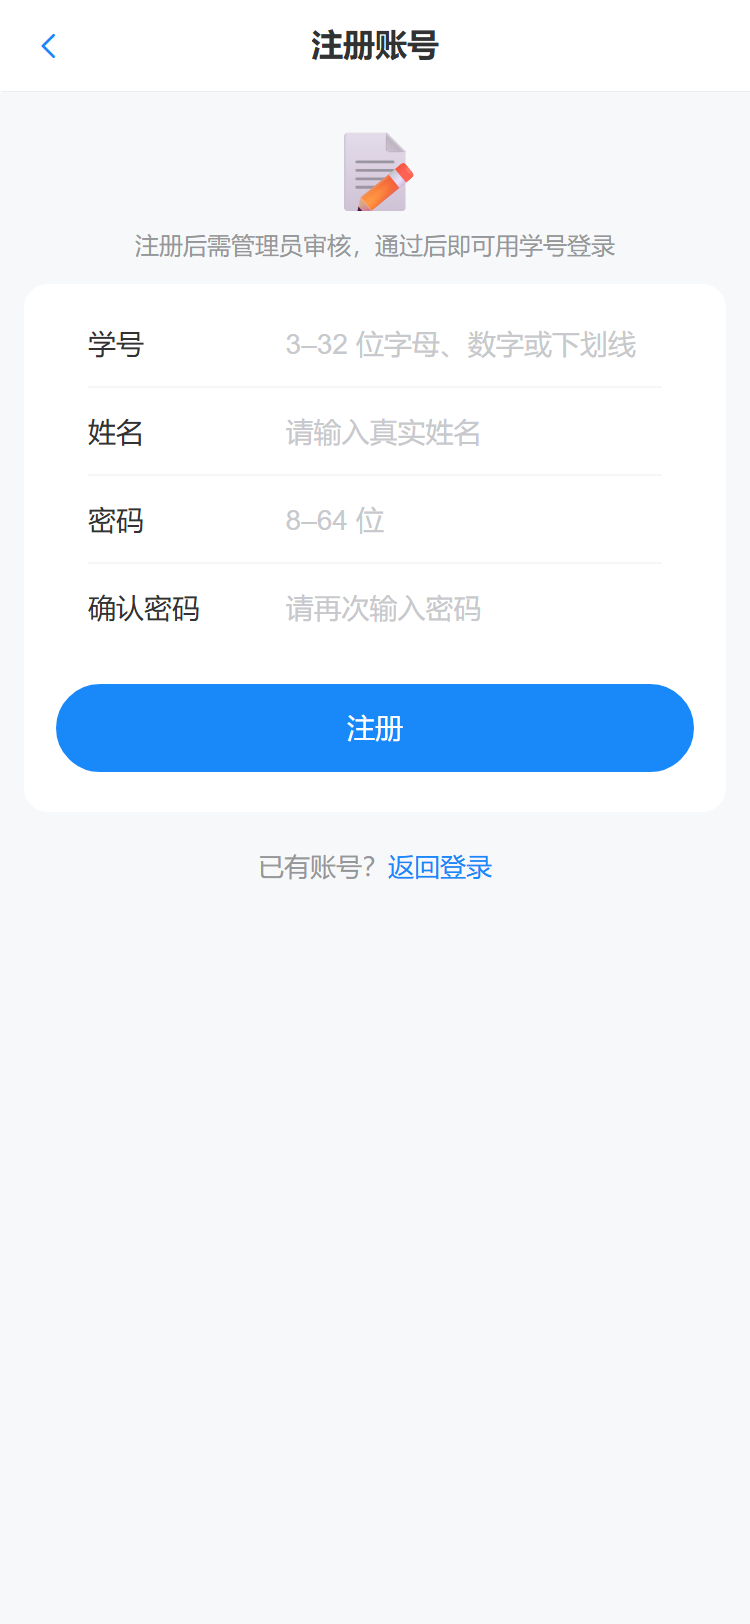 注册账号
注册后需管理员审核，通过后即可用学号登录
学号 3–32 位字母、数字或下划线
姓名 请输入真实姓名
密码 8–64 位
确认密码 请再次输入密码
注册
已有账号？返回登录